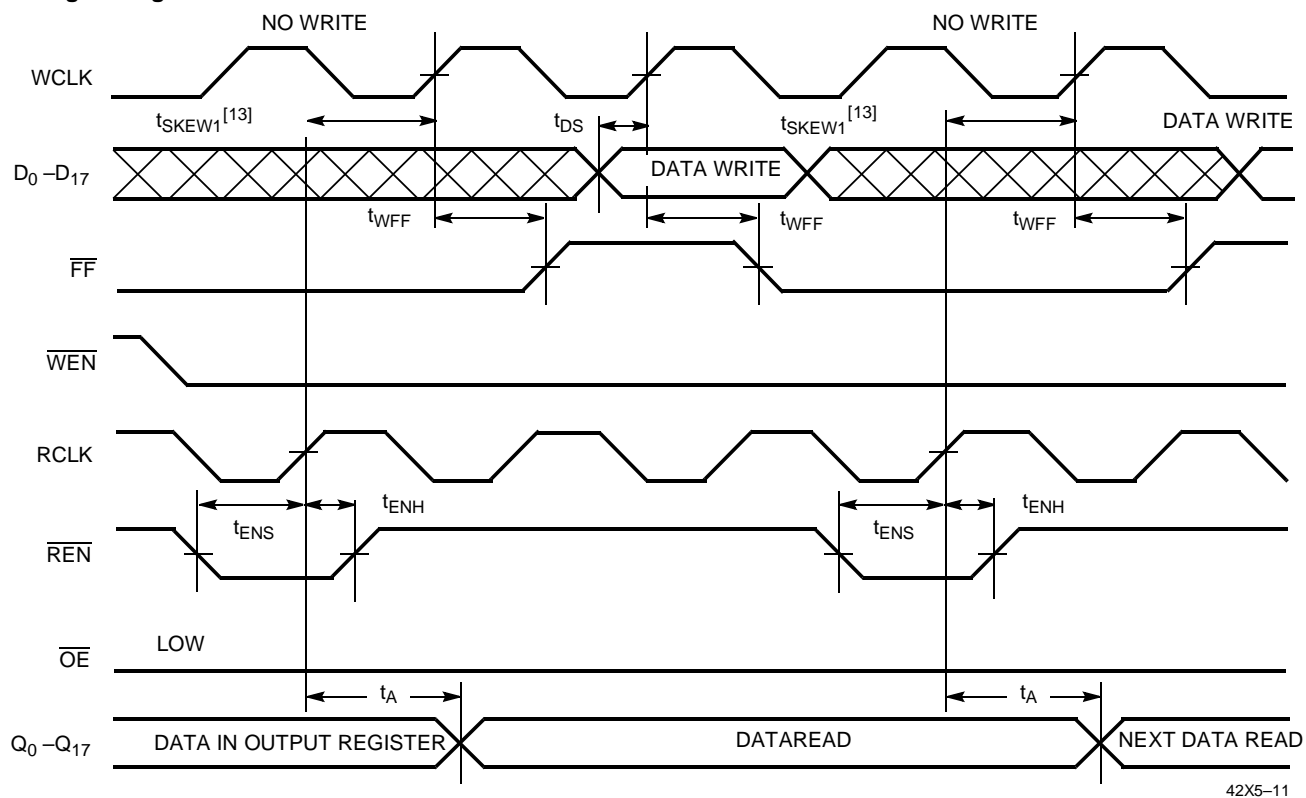 NO WRITE NO WRITE
WCLK
tSKEW1[13] tDS tSKEW1[13] DATA WRITE
D0 –D17 DATA WRITE
tWFF tWFF tWFF
FF
WEN
RCLK
tENS tENH tENS tENH
REN
LOW
OE
tA tA
Q0 –Q17 DATA IN OUTPUT REGISTER DATAREAD NEXT DATA READ
42X5–11